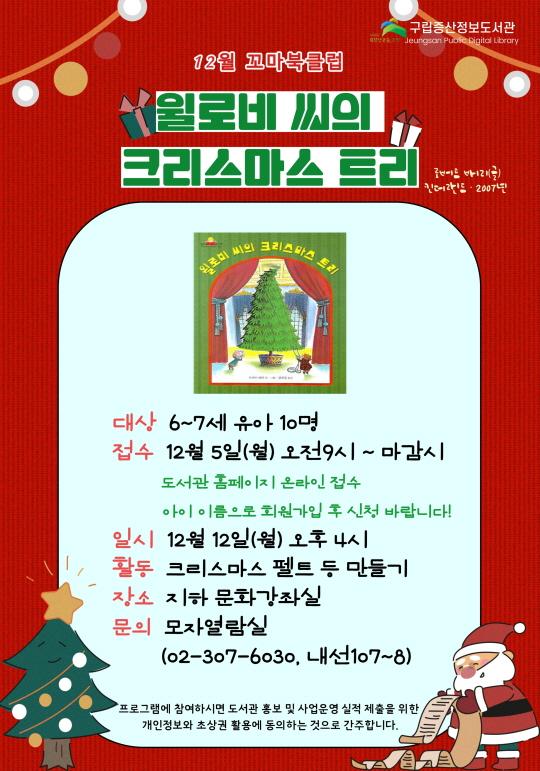 구립증산정보도서관
Jeungsan Public Digital Library
12월 꼬마북클럽
윌로비 씨의
크리스마스 트리
로버트 배리(글)
킨더랜드 · 2007년
윌로비 씨의 크리스마스 트리
대상 6~7세 유아 10명
접수 12월 5일(월) 오전9시 ~ 마감시
도서관 홈페이지 온라인 접수
아이 이름으로 회원가입 후 신청 바랍니다!
일시 12월 12일(월) 오후 4시
활동 크리스마스 펠트 등 만들기
장소 지하 문화강좌실
문의 모자열람실
(02-307-6030, 내선107~8)
프로그램에 참여하시면 도서관 홍보 및 사업운영 실적 제출을 위한
개인정보와 초상권 활용에 동의하는 것으로 간주합니다.